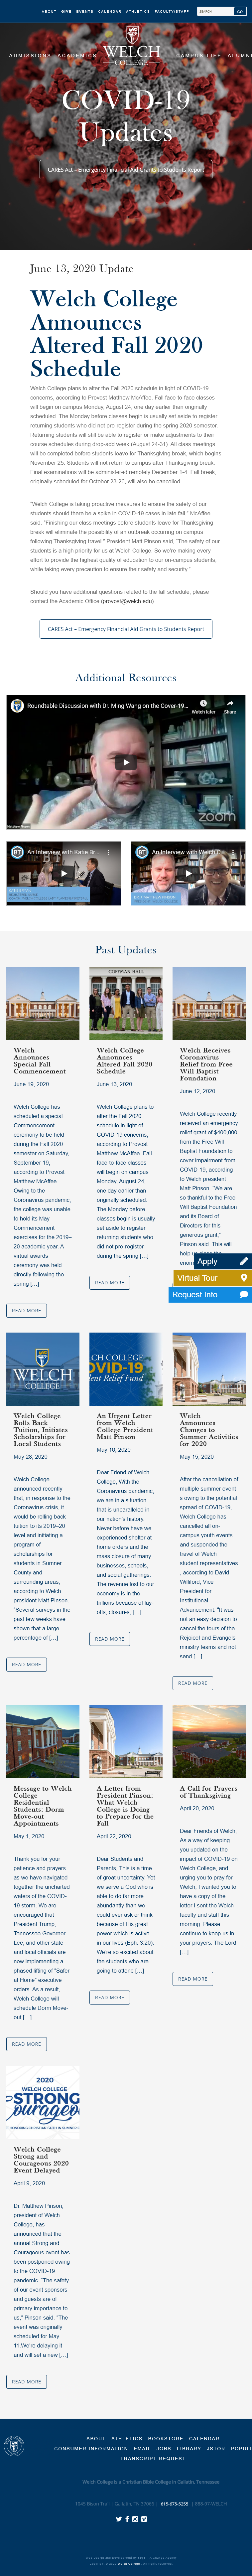 ABOUT GIVE EVENTS CALENDAR ATHLETICS FACULTY/STAFF GO
ADMISSIONS ACADEMICS WELCH COLLEGE CAMPUS LIFE ALUMNI
COVID-19
Updates
CARES Act – Emergency Financial Aid Grants to Students Report
June 13, 2020 Update
Welch College
Announces
Altered Fall 2020
Schedule
Welch College plans to alter the Fall 2020 schedule in light of COVID-19
concerns, according to Provost Matthew McAffee. Fall face-to-face classes
will begin on campus Monday, August 24, one day earlier than originally
scheduled. The Monday before classes begin is usually set aside to register
returning students who did not pre-register during the spring 2020 semester.
Returning students will still be able to register or make adjustments to their
course schedules during drop-add week (August 24-31). All face-to-face classes
will be completed before students leave for Thanksgiving break, which begins
November 25. Students will not return to campus after Thanksgiving break.
Final examinations will be administered remotely December 1-4. Fall break,
originally scheduled for October 23-26, will also be cancelled.
"Welch College is taking proactive measures to ensure the safety of our
students should there be a spike in COVID-19 cases in late fall," McAffee
said. "Finishing our class meetings before students leave for Thanksgiving
break will minimize the threat of a virus outbreak on our campus
following Thanksgiving travel." President Matt Pinson said, "The safety of our
students is a high priority to us at Welch College. So we're making every
effort to provide the best quality education possible for our on-campus
students, while taking every precaution to ensure their safety and security."
Should you have additional questions related to the fall schedule, please
contact the Academic Office (provost@welch.edu).
CARES Act – Emergency Financial Aid Grants to Students Report
Additional Resources
Roundtable Discussion with Dr. Ming Wang on the Covid-19...
Watch later Share
zoom
An Interview with Katie Br...
An Interview with Welch C...
Past Updates
Welch
Announces
Special Fall
Commencement
June 19, 2020
Welch College has
scheduled a special
Commencement
ceremony to be held
during the Fall 2020
semester on Saturday,
September 19,
according to Provost
Matthew McAffee.
Owing to the
Coronavirus pandemic,
the college was unable
to hold its May
Commencement
exercises for the 2019–
20 academic year. A
virtual awards
ceremony was held
directly following the
spring […]
READ MORE
Welch College
Announces
Altered Fall 2020
Schedule
June 13, 2020
Welch College plans to
alter the Fall 2020
schedule in light of
COVID-19 concerns,
according to Provost
Matthew McAffee. Fall
face-to-face classes
will begin on campus
Monday, August 24,
one day earlier than
originally scheduled.
The Monday before
classes begin is usually
set aside to register
returning students who
did not pre-register
during the spring […]
READ MORE
Welch Receives
Coronavirus
Relief from Free
Will Baptist
Foundation
June 12, 2020
Welch College recently
received an emergency
relief grant of $400,000
from the Free Will
Baptist Foundation to
cover impairment from
COVID-19, according
to Welch president
Matt Pinson. "We are
so thankful to the Free
Will Baptist Foundation
and its Board of
Directors for this
generous grant,"
Pinson said. This will
Apply
Virtual Tour
Request Info
WELCH
COLLEGE
Welch College
Rolls Back
Tuition, Initiates
Scholarships for
Local Students
May 28, 2020
Welch College
announced recently
that, in response to the
Coronavirus crisis, it
would be rolling back
tuition to its 2019–20
level and initiating a
program of
scholarships for
students in Sumner
County and
surrounding areas,
according to Welch
president Matt Pinson.
"Several surveys in the
past few weeks have
shown that a large
percentage of […]
READ MORE
An Urgent Letter
from Welch
College President
Matt Pinson
May 16, 2020
Dear Friend of Welch
College, With the
Coronavirus pandemic,
we are in a situation
that is unparalleled in
our nation's history.
Never before have we
experienced shelter at
home orders and the
mass closure of many
businesses, schools,
and social gatherings.
The revenue lost to our
economy is in the
trillions because of lay-
offs, closures, […]
READ MORE
Welch
Announces
Changes to
Summer Activities
for 2020
May 15, 2020
After the cancellation of
multiple summer event
s owing to the potential
spread of COVID-19,
Welch College has
cancelled all on-
campus youth events
and suspended the
travel of Welch
student representatives
, according to David
Williford, Vice
President for
Institutional
Advancement. "It was
not an easy decision to
cancel the tours of the
Rejoice! and Evangels
ministry teams and not
send […]
READ MORE
Message to Welch
College
Residential
Students: Dorm
Move-out
Appointments
May 1, 2020
Thank you for your
patience and prayers
as we have navigated
together the uncharted
waters of the COVID-
19 storm. We are
encouraged that
President Trump,
Tennessee Governor
Lee, and other state
and local officials are
now implementing a
phased lifting of "Safer
at Home" executive
orders. As a result,
Welch College will
schedule Dorm Move-
out […]
READ MORE
A Letter from
President Pinson:
What Welch
College is Doing
to Prepare for the
Fall
April 22, 2020
Dear Students and
Parents, This is a time
of great uncertainty. Yet
we serve a God who is
able to do far more
abundantly than we
could ever ask or think
because of His great
power which is active
in our lives (Eph. 3:20).
We're so excited about
the students who are
going to attend […]
READ MORE
A Call for Prayers
of Thanksgiving
April 20, 2020
Dear Friends of Welch,
As a way of keeping
you updated on the
impact of COVID-19 on
Welch College, and
urging you to pray for
Welch, I wanted you to
have a copy of the
letter I sent the Welch
faculty and staff this
morning. Please
continue to keep us in
your prayers. The Lord
[…]
READ MORE
2020
WELCH COLLEGE
Welch College
Strong and
Courageous 2020
Event Delayed
April 9, 2020
Dr. Matthew Pinson,
president of Welch
College, has
announced that the
annual Strong and
Courageous event has
been postponed owing
to the COVID-19
pandemic. "The safety
of our event sponsors
and guests are of
primary importance to
us," Pinson said. "The
event was originally
scheduled for May
11.We're delaying it
and will set a new […]
READ MORE
ABOUT ATHLETICS BOOKSTORE CALENDAR
CONSUMER INFORMATION EMAIL JOBS LIBRARY JSTOR POPULI
TRANSCRIPT REQUEST
Welch College is a Christian Bible College in Gallatin, Tennessee.
1045 Bison Trail | Gallatin, TN 37066 | 615-675-5255 | 888-97-WELCH